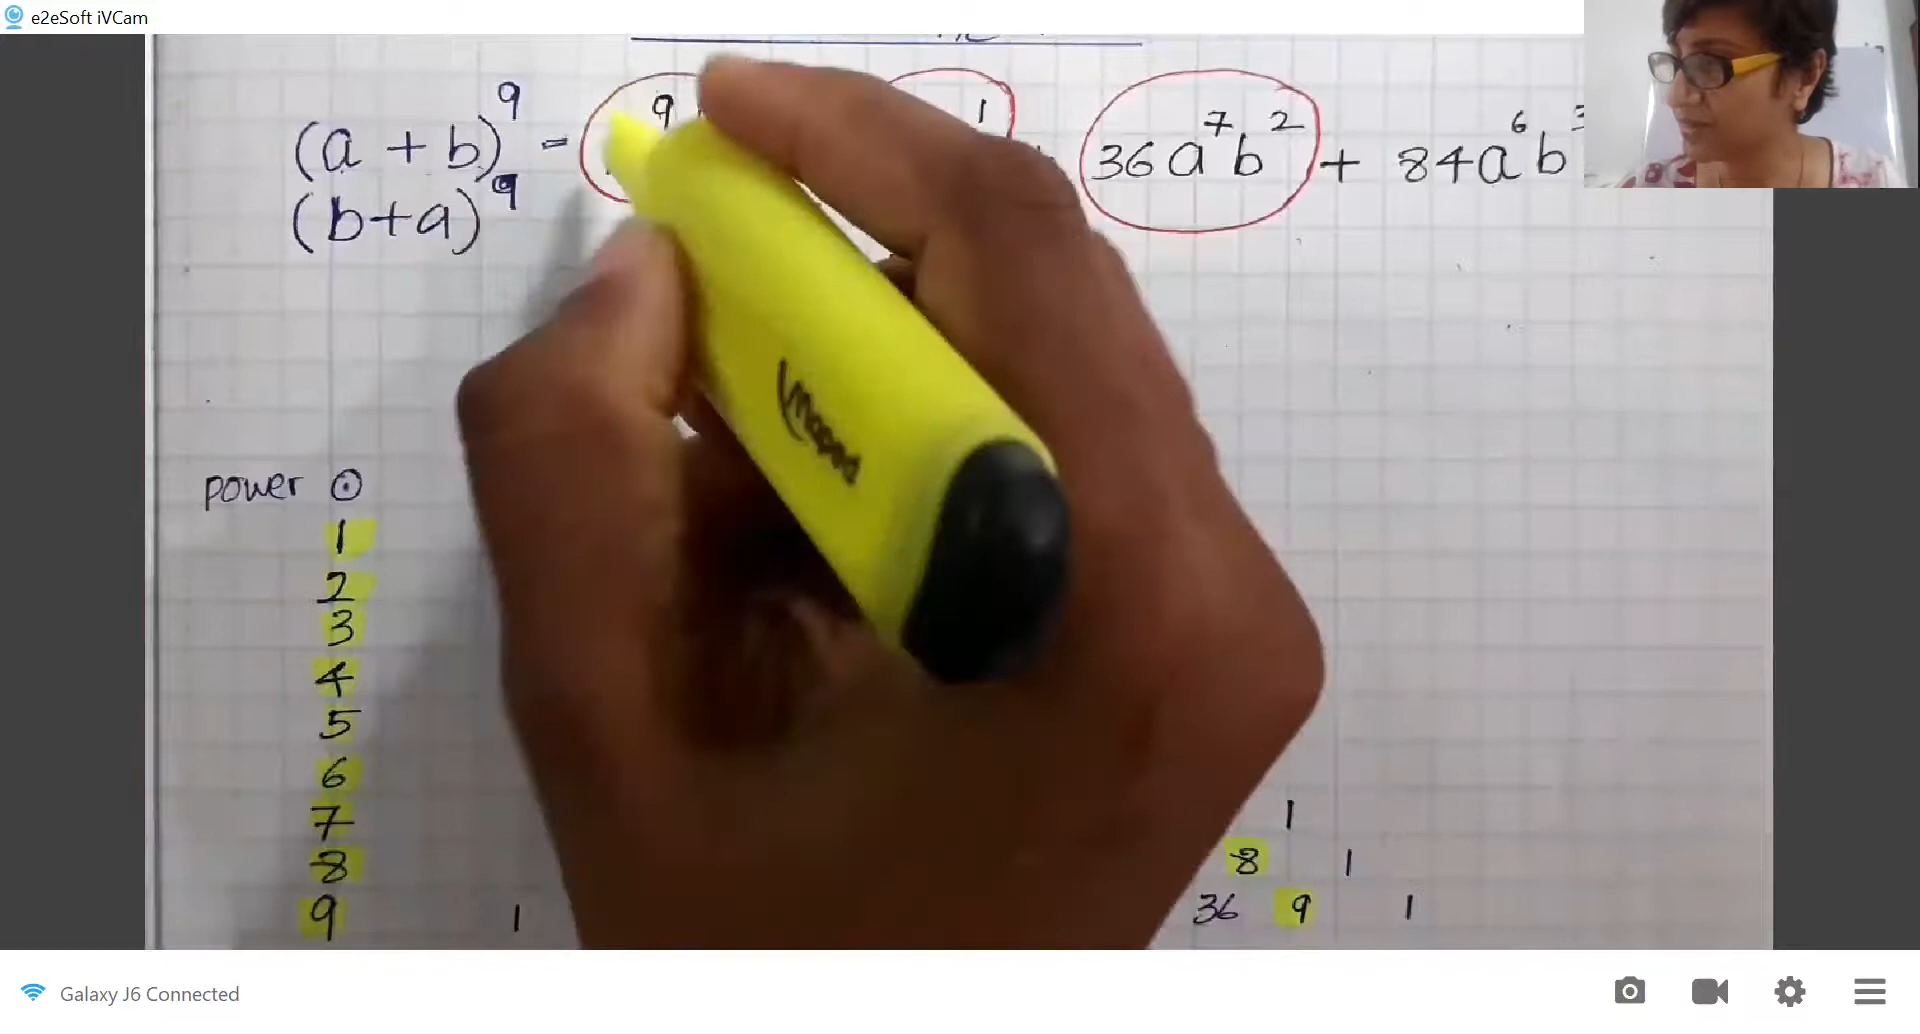 e2eSoft iVCam
(a + b)⁹ = ⁹ ¹ 36a⁷b² + 84a⁶b³
(b+a)⁹
Maped
power 0
1
2
3
4
5
6
7 1
8 8 1
9 1 36 9 1
Galaxy J6 Connected